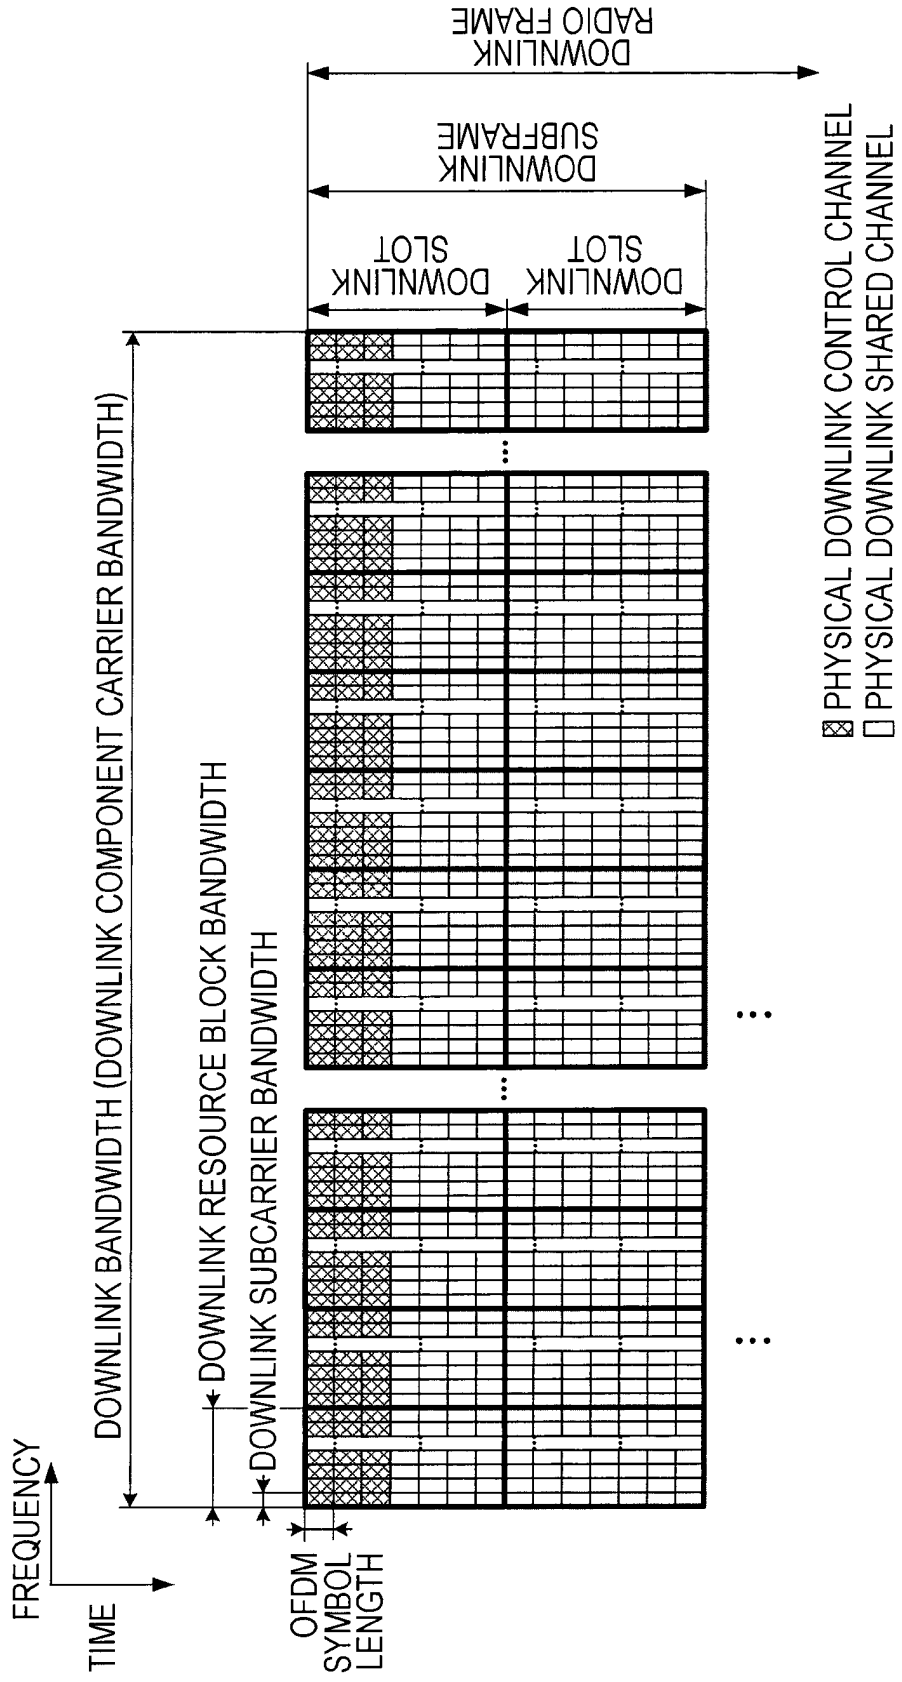 FREQUENCY
TIME
DOWNLINK BANDWIDTH (DOWNLINK COMPONENT CARRIER BANDWIDTH)
DOWNLINK RESOURCE BLOCK BANDWIDTH
DOWNLINK SUBCARRIER BANDWIDTH
OFDM
SYMBOL
LENGTH
DOWNLINK
SLOT
DOWNLINK
SLOT
DOWNLINK
SUBFRAME
DOWNLINK
RADIO FRAME
PHYSICAL DOWNLINK CONTROL CHANNEL
PHYSICAL DOWNLINK SHARED CHANNEL